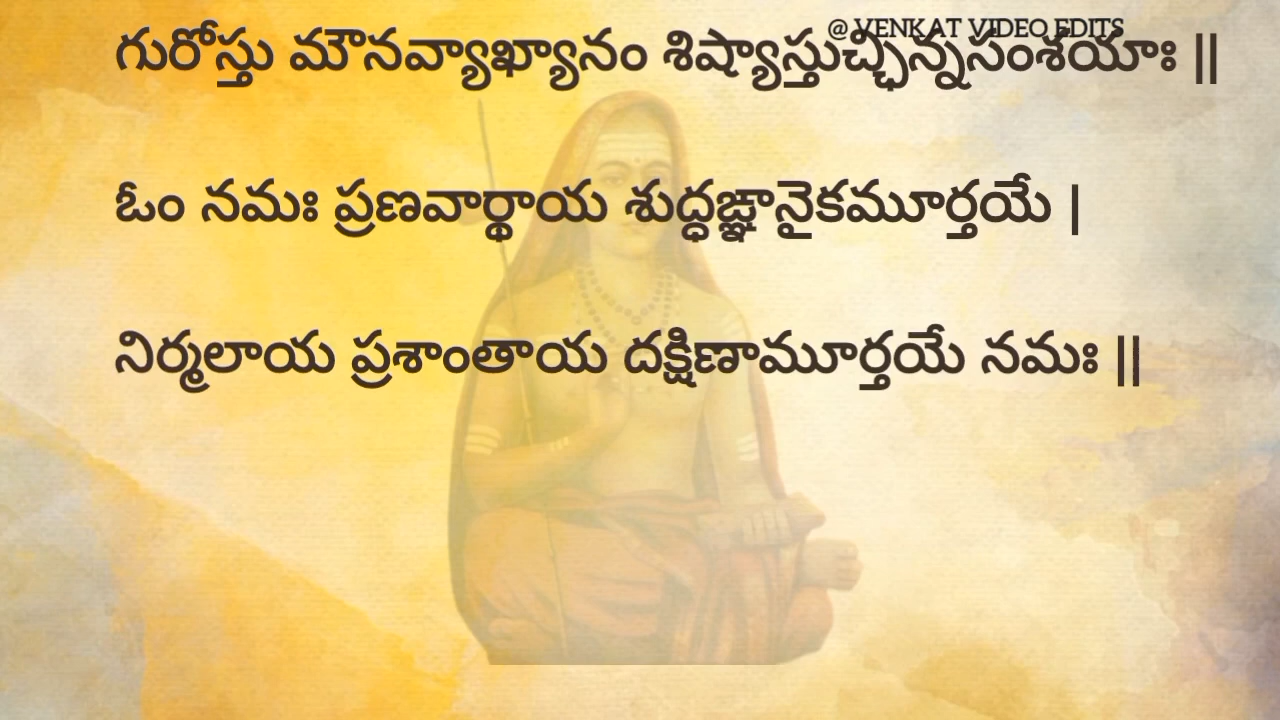 @ VENKAT VIDEO EDITS
గురోస్తు మౌనవ్యాఖ్యానం శిష్యాస్తుచ్ఛిన్నసంశయాః ||
ఓం నమః ప్రణవార్థాయ శుద్ధజ్ఞానైకమూర్తయే |
నిర్మలాయ ప్రశాంతాయ దక్షిణామూర్తయే నమః ||